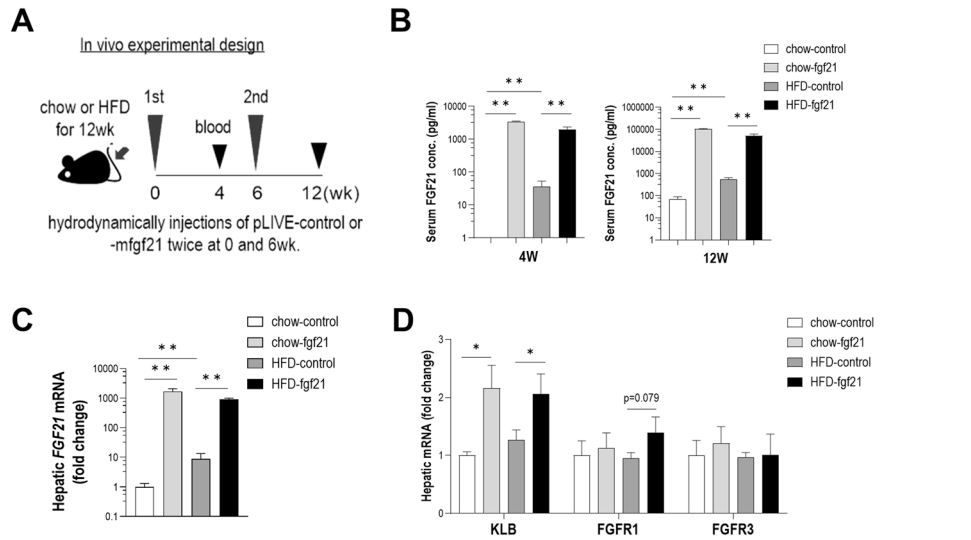 A
In vivo experimental design
chow or HFD
for 12wk
1st
2nd
blood
0 4 6 12(wk)
hydrodynamically injections of pLIVE-control or
-mfgf21 twice at 0 and 6wk.
B
chow-control
chow-fgf21
HFD-control
HFD-fgf21
Serum FGF21 conc. (pg/ml)
10000
1000
100
10
1
**
**
**
4W
Serum FGF21 conc. (pg/ml)
1000000
100000
10000
1000
100
10
1
**
**
**
12W
C
chow-control
chow-fgf21
HFD-control
HFD-fgf21
Hepatic FGF21 mRNA
(fold change)
10000
1000
100
10
1
0.1
**
**
**
D
chow-control
chow-fgf21
HFD-control
HFD-fgf21
Hepatic mRNA (fold change)
3
2
1
0
*
*
p=0.079
KLB FGFR1 FGFR3